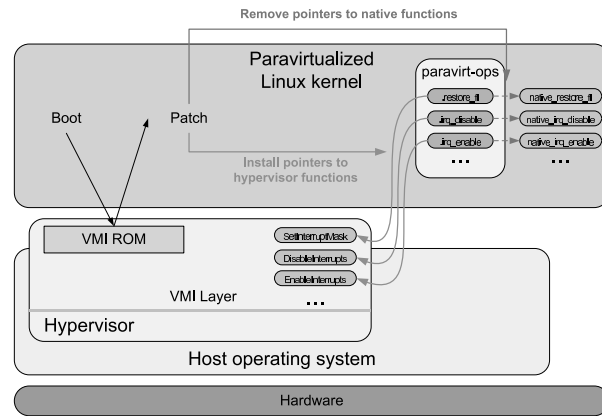 Remove pointers to native functions
Paravirtualized
Linux kernel
paravirt-ops
.restore_fl
native_restore_fl
Boot
Patch
.irq_disable
native_irq_disable
.irq_enable
native_irq_enable
...
...
Install pointers to
hypervisor functions
VMI ROM
SetInterruptMask
DisableInterrupts
EnableInterrupts
VMI Layer
...
Hypervisor
Host operating system
Hardware